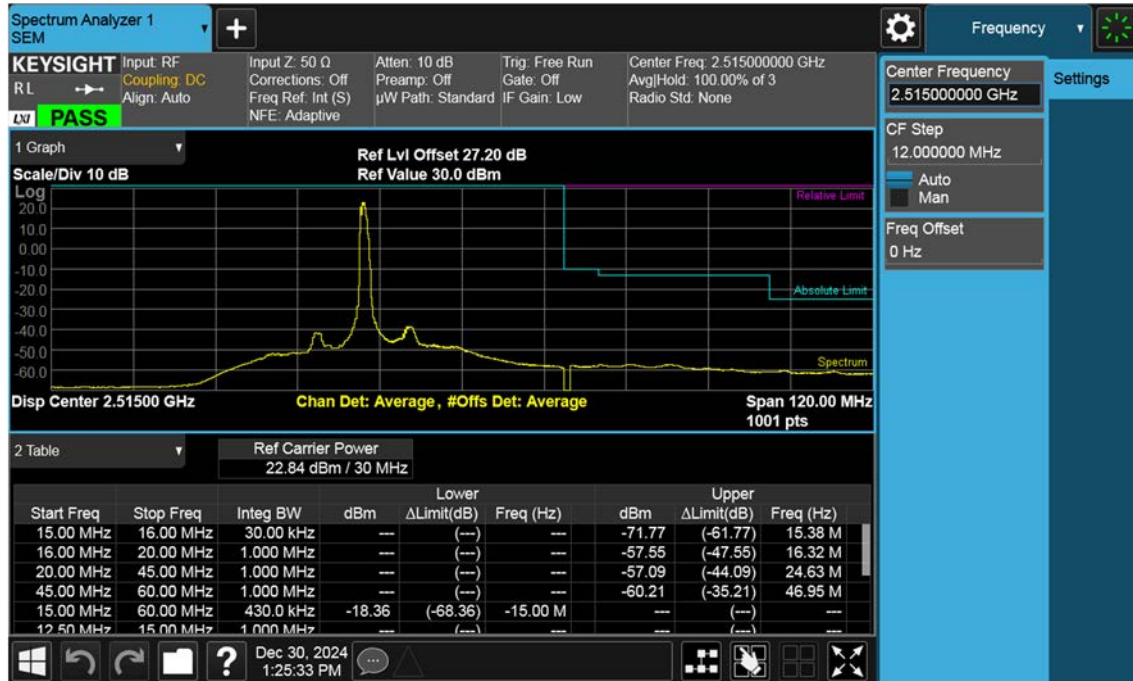 Spectrum Analyzer 1
SEM
Frequency
KEYSIGHT
RL
LXI PASS
Input: RF
Coupling: DC
Align: Auto
Input Z: 50 Ω
Corrections: Off
Freq Ref: Int (S)
NFE: Adaptive
Atten: 10 dB
Preamp: Off
µW Path: Standard
Trig: Free Run
Gate: Off
IF Gain: Low
Center Freq: 2.515000000 GHz
Avg|Hold: 100.00% of 3
Radio Std: None
Center Frequency
2.515000000 GHz
Settings
CF Step
12.000000 MHz
Auto
Man
Freq Offset
0 Hz
1 Graph
Scale/Div 10 dB
Ref Lvl Offset 27.20 dB
Ref Value 30.0 dBm
Log
20.0
10.0
0.00
-10.0
-20.0
-30.0
-40.0
-50.0
-60.0
Relative Limit
Absolute Limit
Spectrum
Disp Center 2.51500 GHz
Chan Det: Average, #Offs Det: Average
Span 120.00 MHz
1001 pts
2 Table
Ref Carrier Power
22.84 dBm / 30 MHz
Lower Upper
Start Freq Stop Freq Integ BW dBm ΔLimit(dB) Freq (Hz) dBm ΔLimit(dB) Freq (Hz)
15.00 MHz 16.00 MHz 30.00 kHz --- (---) --- -71.77 (-61.77) 15.38 M
16.00 MHz 20.00 MHz 1.000 MHz --- (---) --- -57.55 (-47.55) 16.32 M
20.00 MHz 45.00 MHz 1.000 MHz --- (---) --- -57.09 (-44.09) 24.63 M
45.00 MHz 60.00 MHz 1.000 MHz --- (---) --- -60.21 (-35.21) 46.95 M
15.00 MHz 60.00 MHz 430.0 kHz -18.36 (-68.36) -15.00 M --- (---) ---
12.50 MHz 15.00 MHz 1.000 MHz --- (---) --- --- (---) ---
Dec 30, 2024
1:25:33 PM